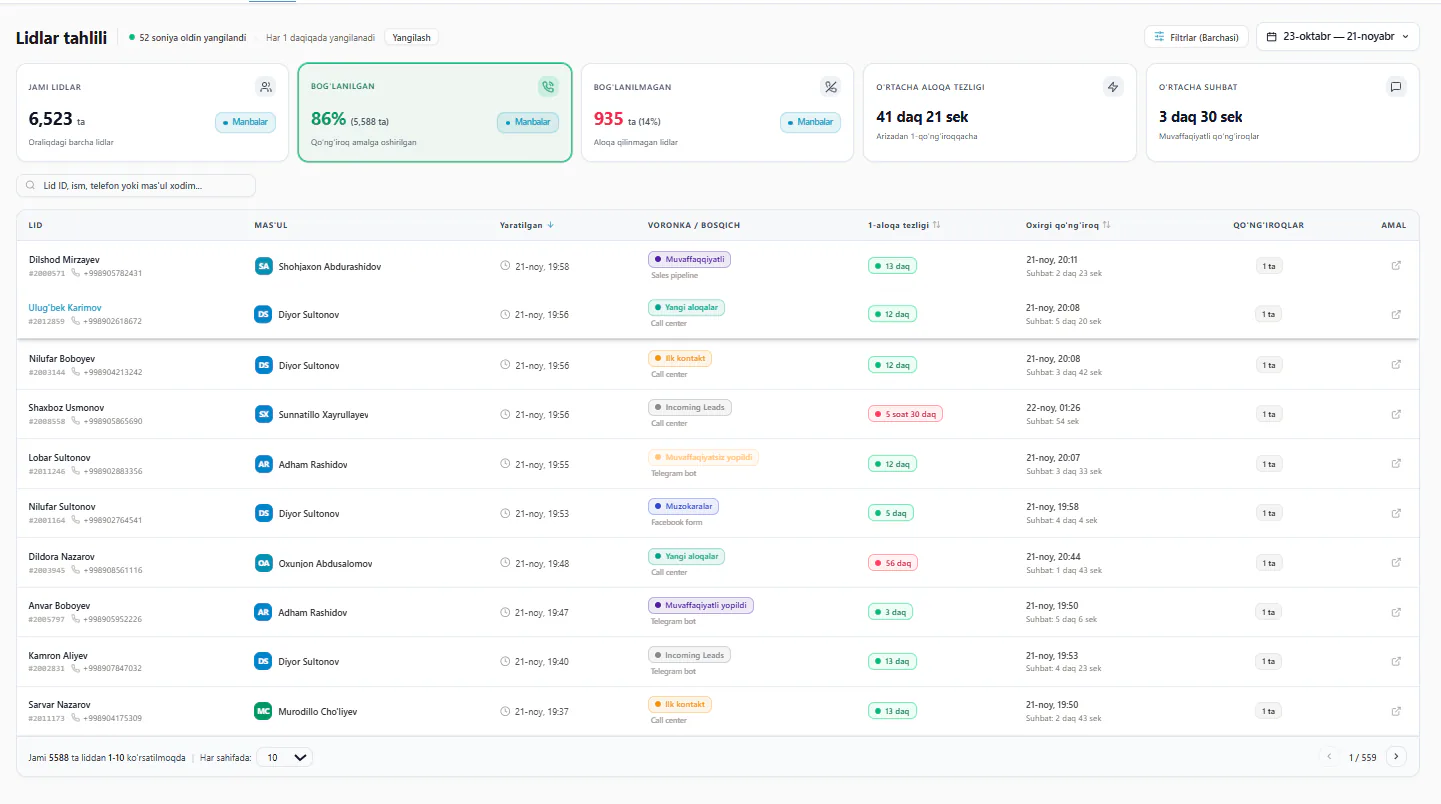 Lidlar tahlili
52 soniya oldin yangilandi
Har 1 daqiqada yangilanadi
Yangilash
Filtrlar (Barchasi)
23-oktabr — 21-noyabr
JAMI LIDLAR
6,523 ta
Manbalar
Oraliqdagi barcha lidlar
BOG'LANILGAN
86% (5,588 ta)
Manbalar
Qo'ng'iroq amalga oshirilgan
BOG'LANILMAGAN
935 ta (14%)
Manbalar
Aloqa qilinmagan lidlar
O'RTACHA ALOQA TEZLIGI
41 daq 21 sek
Arizadan 1-qo'ng'iroqqacha
O'RTACHA SUHBAT
3 daq 30 sek
Muvaffaqiyatli qo'ng'iroqlar
Lid ID, ism, telefon yoki mas'ul xodim...
LID MAS'UL Yaratilgan VORONKA / BOSQICH 1-aloqa tezligi Oxirgi qo'ng'iroq QO'NG'IROQLAR AMAL
Dilshod Mirzayev
#2000571 +998905782431
SA Shohjaxon Abdurashidov
21-noy, 19:58
Muvaffaqqiyatli
Sales pipeline
13 daq
21-noy, 20:11
Suhbat: 2 daq 23 sek
1 ta
Ulug'bek Karimov
#2012859 +998902618672
DS Diyor Sultonov
21-noy, 19:56
Yangi aloqalar
Call center
12 daq
21-noy, 20:08
Suhbat: 5 daq 20 sek
1 ta
Nilufar Boboyev
#2003144 +998904213242
DS Diyor Sultonov
21-noy, 19:56
Ilk kontakt
Call center
12 daq
21-noy, 20:08
Suhbat: 3 daq 42 sek
1 ta
Shaxboz Usmonov
#2008558 +998905865690
SX Sunnatillo Xayrullayev
21-noy, 19:56
Incoming Leads
Call center
5 soat 30 daq
22-noy, 01:26
Suhbat: 54 sek
1 ta
Lobar Sultonov
#2011246 +998902883356
AR Adham Rashidov
21-noy, 19:55
Muvaffaqiyatsiz yopildi
Telegram bot
12 daq
21-noy, 20:07
Suhbat: 3 daq 33 sek
1 ta
Nilufar Sultonov
#2001164 +998902764541
DS Diyor Sultonov
21-noy, 19:53
Muzokaralar
Facebook form
5 daq
21-noy, 19:58
Suhbat: 4 daq 4 sek
1 ta
Dildora Nazarov
#2003945 +998908561116
OA Oxunjon Abdusalomov
21-noy, 19:48
Yangi aloqalar
Call center
56 daq
21-noy, 20:44
Suhbat: 1 daq 43 sek
1 ta
Anvar Boboyev
#2005797 +998905952226
AR Adham Rashidov
21-noy, 19:47
Muvaffaqiyatli yopildi
Telegram bot
3 daq
21-noy, 19:50
Suhbat: 5 daq 6 sek
1 ta
Kamron Aliyev
#2002831 +998907847032
DS Diyor Sultonov
21-noy, 19:40
Incoming Leads
Telegram bot
13 daq
21-noy, 19:53
Suhbat: 4 daq 23 sek
1 ta
Sarvar Nazarov
#2011173 +998904175309
MC Murodillo Cho'liyev
21-noy, 19:37
Ilk kontakt
Call center
13 daq
21-noy, 19:50
Suhbat: 2 daq 43 sek
1 ta
Jami 5588 ta liddan 1-10 ko'rsatilmoqda | Har sahifada: 10
1 / 559